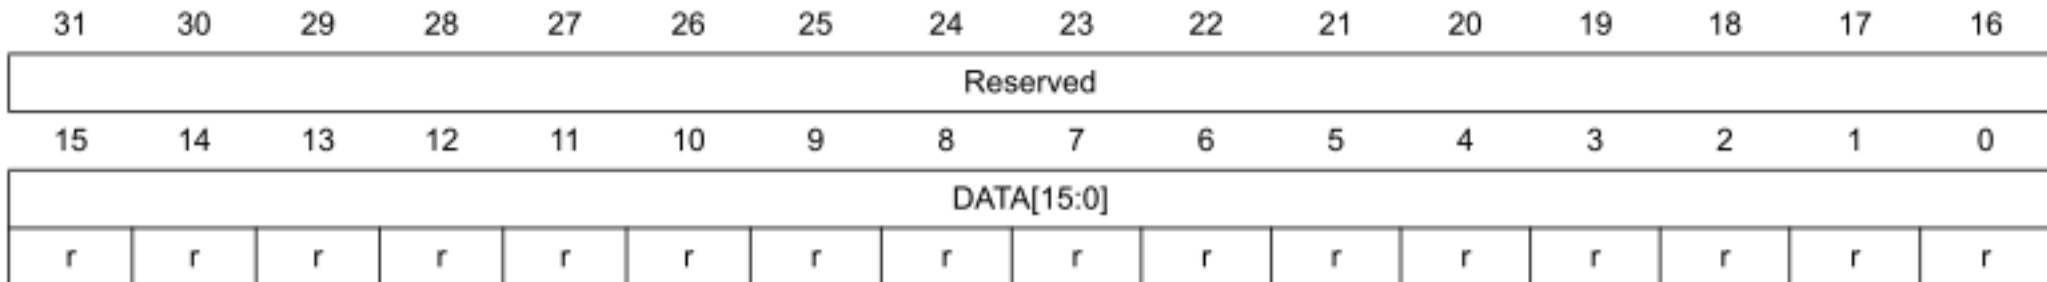 31 30 29 28 27 26 25 24 23 22 21 20 19 18 17 16
Reserved
15 14 13 12 11 10 9 8 7 6 5 4 3 2 1 0
DATA[15:0]
r r r r r r r r r r r r r r r r